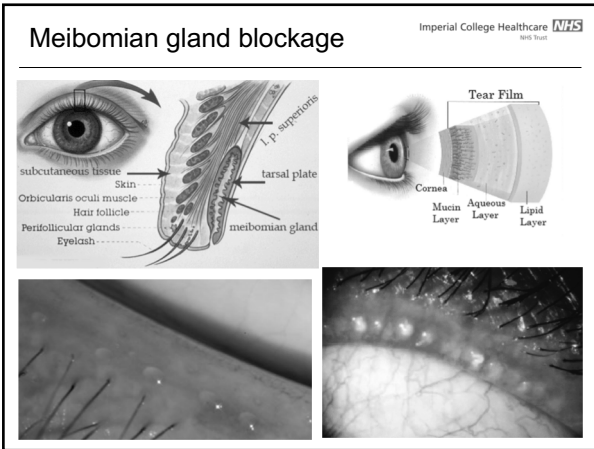 Meibomian gland blockage
Imperial College Healthcare NHS
NHS Trust
l. p. superioris
subcutaneous tissue
tarsal plate
Skin
Orbicularis oculi muscle
Hair follicle
Perifollicular glands
meibomian gland
Eyelash
Tear Film
Cornea
Mucin
Layer
Aqueous
Layer
Lipid
Layer